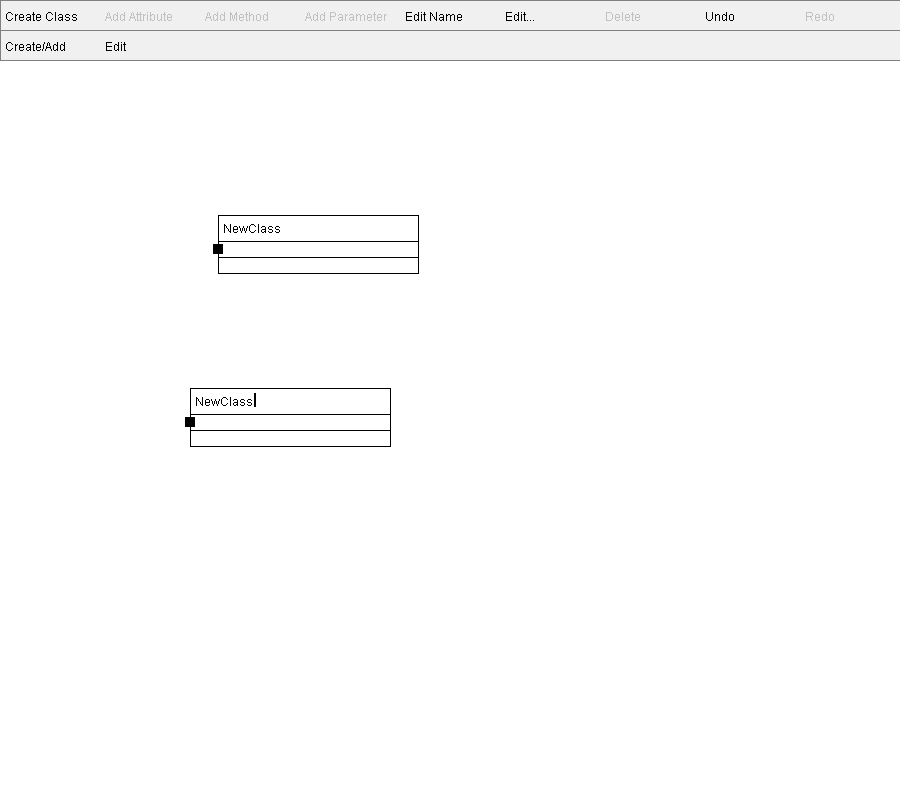 Create Class Add Attribute Add Method Add Parameter Edit Name Edit... Delete Undo Redo
Create/Add Edit
NewClass
NewClass